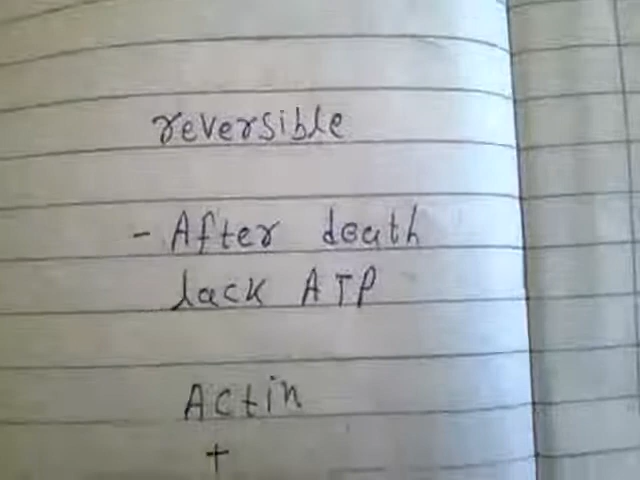 reversible
- After death
lack ATP
Actin
+